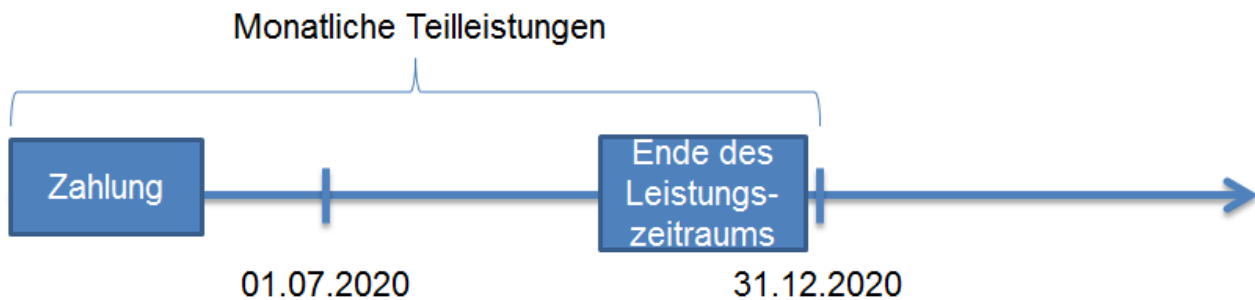 Monatliche Teilleistungen
Zahlung
Ende des
Leistungs-
zeitraums
01.07.2020
31.12.2020